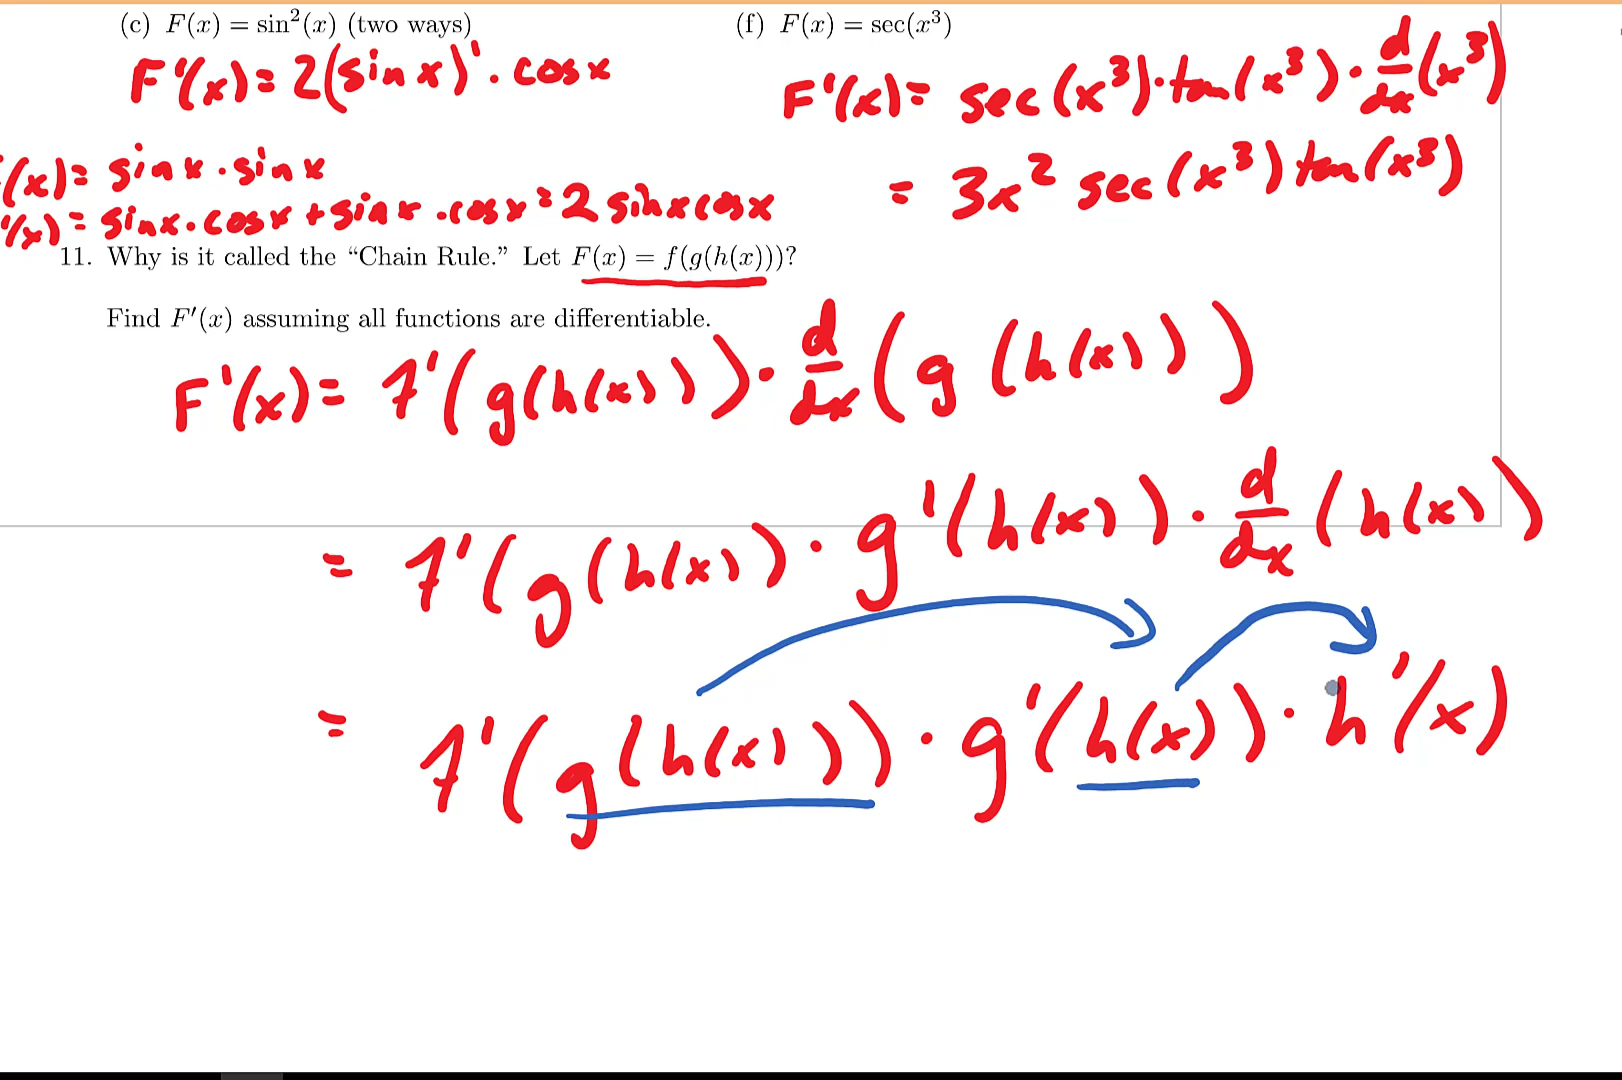 (c) F(x) = sin²(x) (two ways)
F'(x) = 2(sin x)¹ · cos x
(x) = sin x · sin x
'(x) = sin x · cos x + sin x · cos x = 2 sin x cos x
(f) F(x) = sec(x³)
F'(x) = sec(x³) · tan(x³) · d/dx (x³)
= 3x² sec(x³) tan(x³)
11. Why is it called the “Chain Rule.” Let F(x) = f(g(h(x)))?
Find F′(x) assuming all functions are differentiable.
F'(x) = f'(g(h(x))) · d/dx (g(h(x)))
= f'(g(h(x)) · g'(h(x)) · d/dx (h(x))
= f'(g(h(x))) · g'(h(x)) · h'(x)